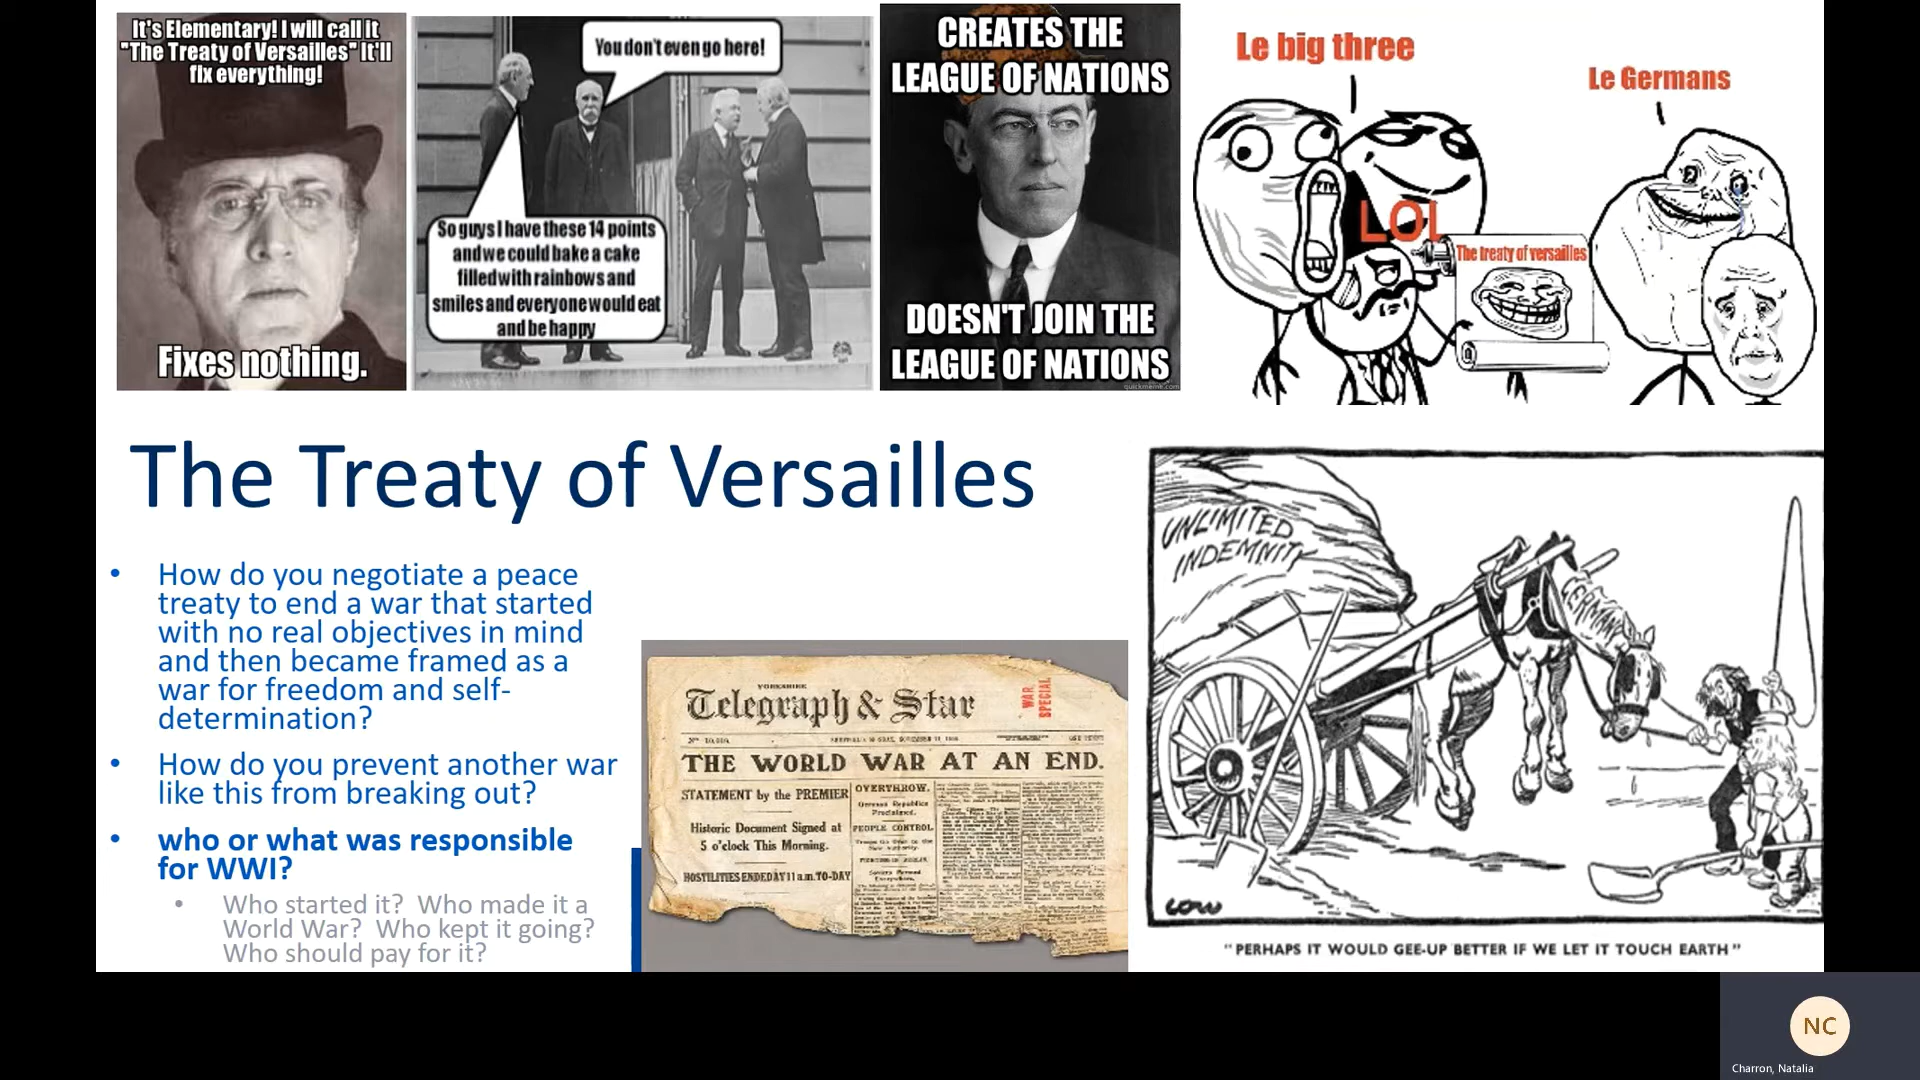 It's Elementary! I will call it
"The Treaty of Versailles" It'll
fix everything!
Fixes nothing.
You don't even go here!
So guys I have these 14 points
and we could bake a cake
filled with rainbows and
smiles and everyone would eat
and be happy
CREATES THE
LEAGUE OF NATIONS
DOESN'T JOIN THE
LEAGUE OF NATIONS
quickmeme.com
Le big three
Le Germans
LOL
The treaty of versailles
The Treaty of Versailles
• How do you negotiate a peace
treaty to end a war that started
with no real objectives in mind
and then became framed as a
war for freedom and self-
determination?
• How do you prevent another war
like this from breaking out?
• who or what was responsible
for WWI?
• Who started it? Who made it a
World War? Who kept it going?
Who should pay for it?
YORKSHIRE
Telegraph & Star
WAR
SPECIAL
THE WORLD WAR AT AN END.
STATEMENT by the PREMIER
Historic Document Signed at
5 o'clock This Morning.
HOSTILITIES ENDED AT 11 a.m. TO-DAY
OVERTHROW.
German Republics
Proclaimed.
PEOPLE CONTROL.
UNLIMITED
INDEMNITY
GERMANY
LOW
"PERHAPS IT WOULD GEE-UP BETTER IF WE LET IT TOUCH EARTH"
NC
Charron, Natalia